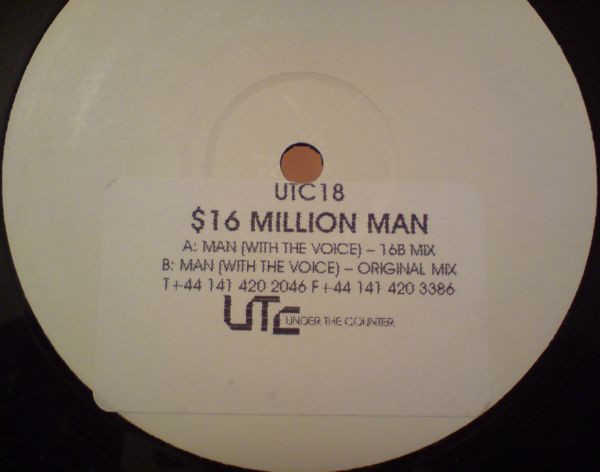 UTC18
$16 MILLION MAN
A: MAN (WITH THE VOICE) – 16B MIX
B: MAN (WITH THE VOICE) – ORIGINAL MIX
T +44 141 420 2046 F +44 141 420 3386
UTC UNDER THE COUNTER